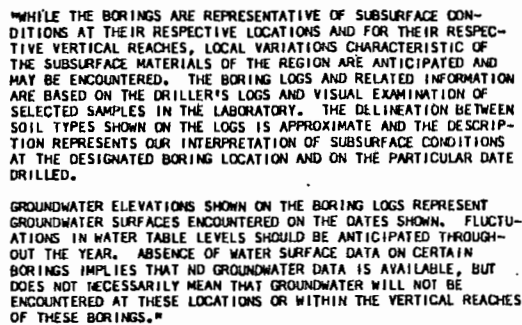 "WHILE THE BORINGS ARE REPRESENTATIVE OF SUBSURFACE CON-
DITIONS AT THEIR RESPECTIVE LOCATIONS AND FOR THEIR RESPEC-
TIVE VERTICAL REACHES, LOCAL VARIATIONS CHARACTERISTIC OF
THE SUBSURFACE MATERIALS OF THE REGION ARE ANTICIPATED AND
MAY BE ENCOUNTERED. THE BORING LOGS AND RELATED INFORMATION
ARE BASED ON THE DRILLER'S LOGS AND VISUAL EXAMINATION OF
SELECTED SAMPLES IN THE LABORATORY. THE DELINEATION BETWEEN
SOIL TYPES SHOWN ON THE LOGS IS APPROXIMATE AND THE DESCRIP-
TION REPRESENTS OUR INTERPRETATION OF SUBSURFACE CONDITIONS
AT THE DESIGNATED BORING LOCATION AND ON THE PARTICULAR DATE
DRILLED.
GROUNDWATER ELEVATIONS SHOWN ON THE BORING LOGS REPRESENT
GROUNDWATER SURFACES ENCOUNTERED ON THE DATES SHOWN. FLUCTU-
ATIONS IN WATER TABLE LEVELS SHOULD BE ANTICIPATED THROUGH-
OUT THE YEAR. ABSENCE OF WATER SURFACE DATA ON CERTAIN
BORINGS IMPLIES THAT NO GROUNDWATER DATA IS AVAILABLE, BUT
DOES NOT NECESSARILY MEAN THAT GROUNDWATER WILL NOT BE
ENCOUNTERED AT THESE LOCATIONS OR WITHIN THE VERTICAL REACHES
OF THESE BORINGS."